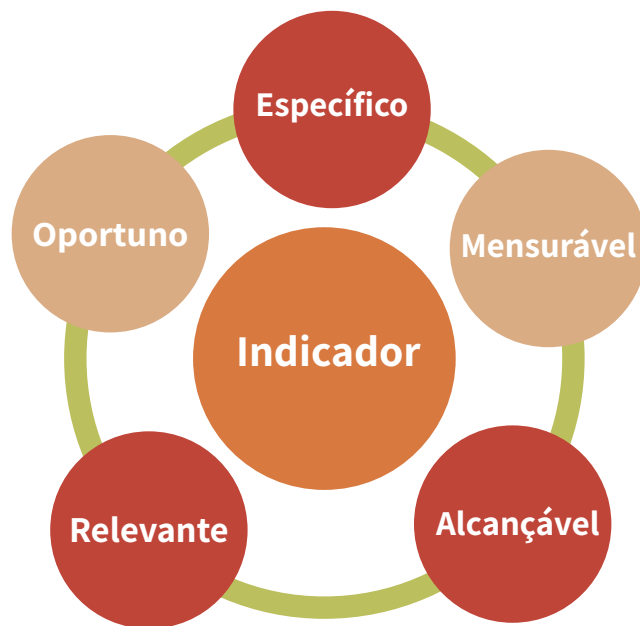 Específico
Mensurável
Alcançável
Relevante
Oportuno
Indicador